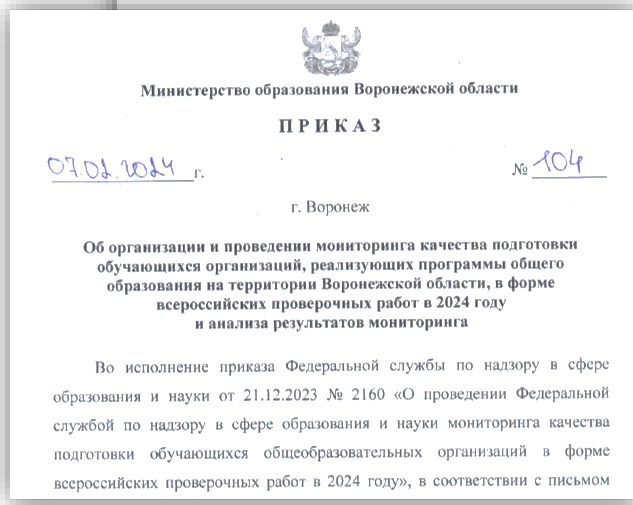 Министерство образования Воронежской области
П Р И К А З
07.02.2024 г.
№ 104
г. Воронеж
Об организации и проведении мониторинга качества подготовки
обучающихся организаций, реализующих программы общего
образования на территории Воронежской области, в форме
всероссийских проверочных работ в 2024 году
и анализа результатов мониторинга
Во исполнение приказа Федеральной службы по надзору в сфере
образования и науки от 21.12.2023 № 2160 «О проведении Федеральной
службой по надзору в сфере образования и науки мониторинга качества
подготовки обучающихся общеобразовательных организаций в форме
всероссийских проверочных работ в 2024 году», в соответствии с письмом